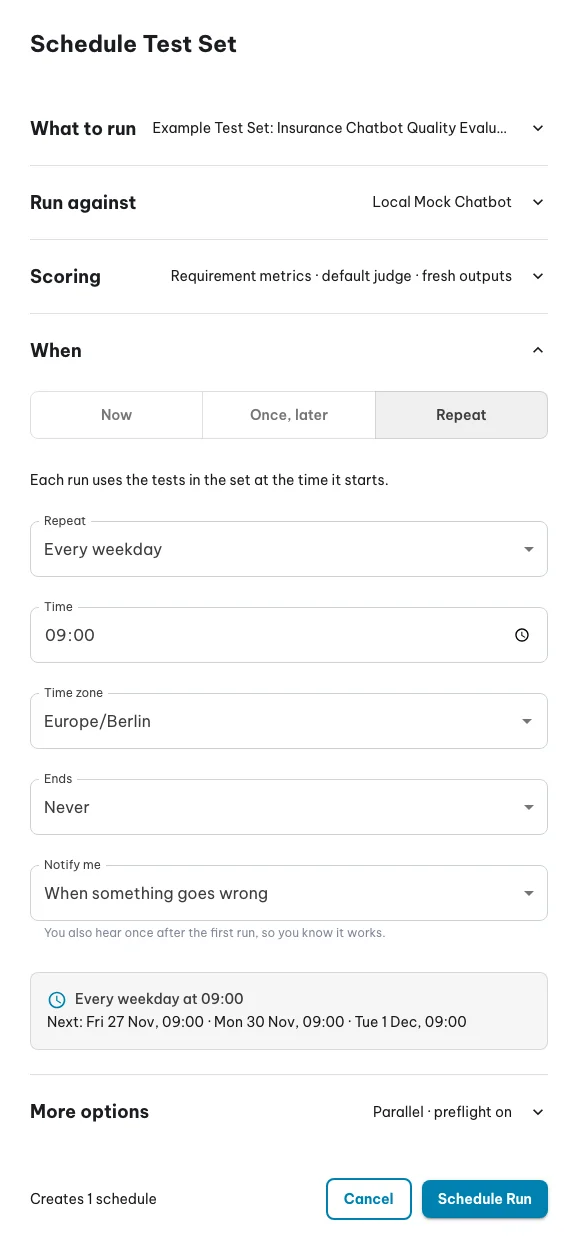 Schedule Test Set
What to run Example Test Set: Insurance Chatbot Quality Evalu...
Run against Local Mock Chatbot
Scoring Requirement metrics · default judge · fresh outputs
When
Now Once, later Repeat
Each run uses the tests in the set at the time it starts.
Repeat
Every weekday
Time
09:00
Time zone
Europe/Berlin
Ends
Never
Notify me
When something goes wrong
You also hear once after the first run, so you know it works.
Every weekday at 09:00
Next: Fri 27 Nov, 09:00 · Mon 30 Nov, 09:00 · Tue 1 Dec, 09:00
More options Parallel · preflight on
Creates 1 schedule Cancel Schedule Run